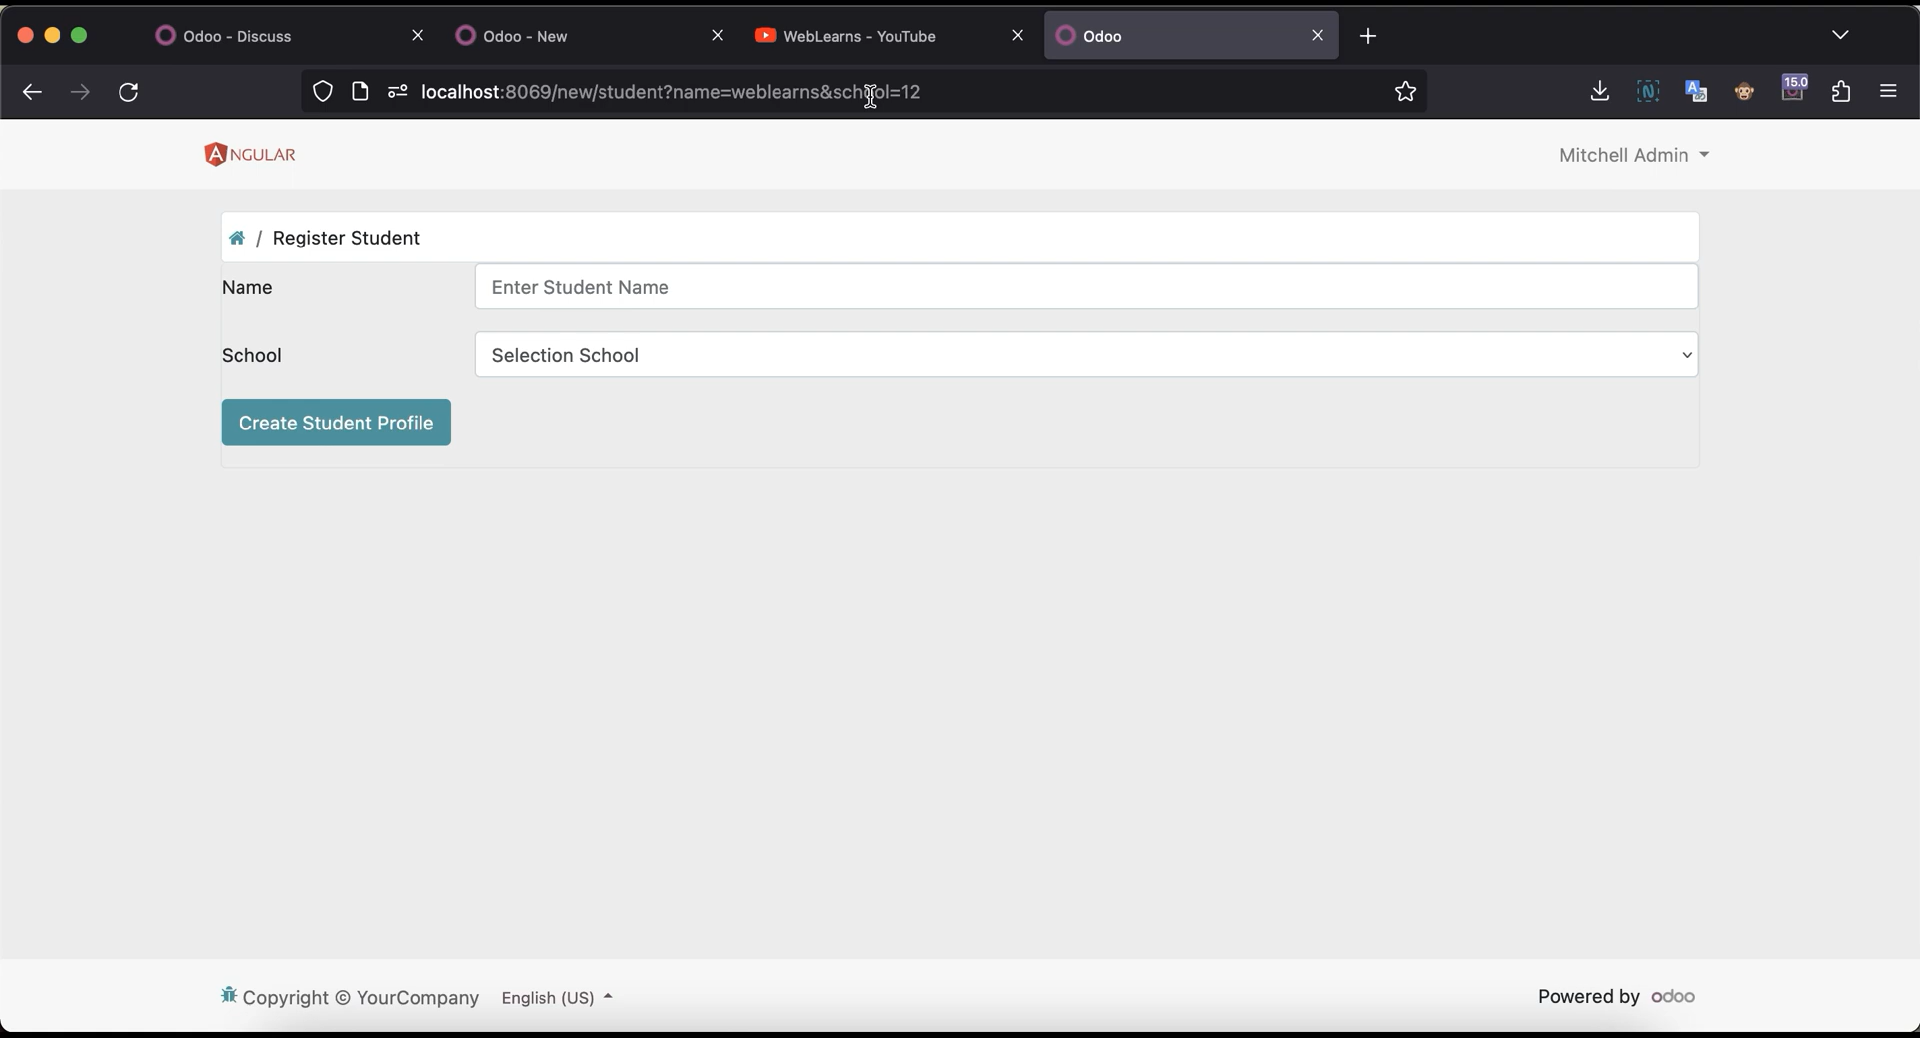 Odoo - Discuss
Odoo - New
WebLearns - YouTube
Odoo
localhost:8069/new/student?name=weblearns&school=12
15.0
ANGULAR
Mitchell Admin
/ Register Student
Name
Enter Student Name
School
Selection School
Create Student Profile
Copyright © YourCompany
English (US)
Powered by odoo